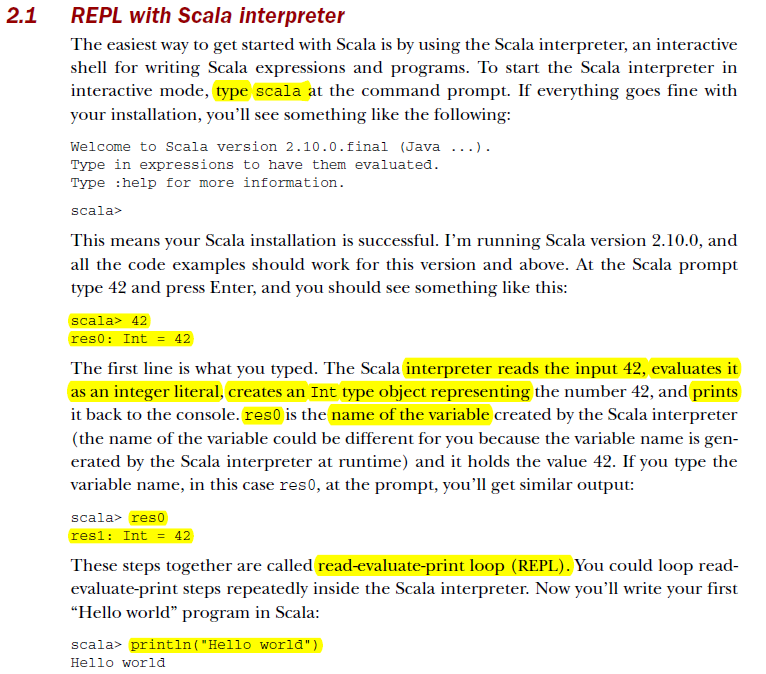 2.1 REPL with Scala interpreter
The easiest way to get started with Scala is by using the Scala interpreter, an interactive
shell for writing Scala expressions and programs. To start the Scala interpreter in
interactive mode, type scala at the command prompt. If everything goes fine with
your installation, you'll see something like the following:
Welcome to Scala version 2.10.0.final (Java ...).
Type in expressions to have them evaluated.
Type :help for more information.
scala>
This means your Scala installation is successful. I'm running Scala version 2.10.0, and
all the code examples should work for this version and above. At the Scala prompt
type 42 and press Enter, and you should see something like this:
scala> 42
res0: Int = 42
The first line is what you typed. The Scala interpreter reads the input 42, evaluates it
as an integer literal, creates an Int type object representing the number 42, and prints
it back to the console. res0 is the name of the variable created by the Scala interpreter
(the name of the variable could be different for you because the variable name is gen-
erated by the Scala interpreter at runtime) and it holds the value 42. If you type the
variable name, in this case res0, at the prompt, you'll get similar output:
scala> res0
res1: Int = 42
These steps together are called read-evaluate-print loop (REPL). You could loop read-
evaluate-print steps repeatedly inside the Scala interpreter. Now you'll write your first
“Hello world” program in Scala:
scala> println("Hello world")
Hello world